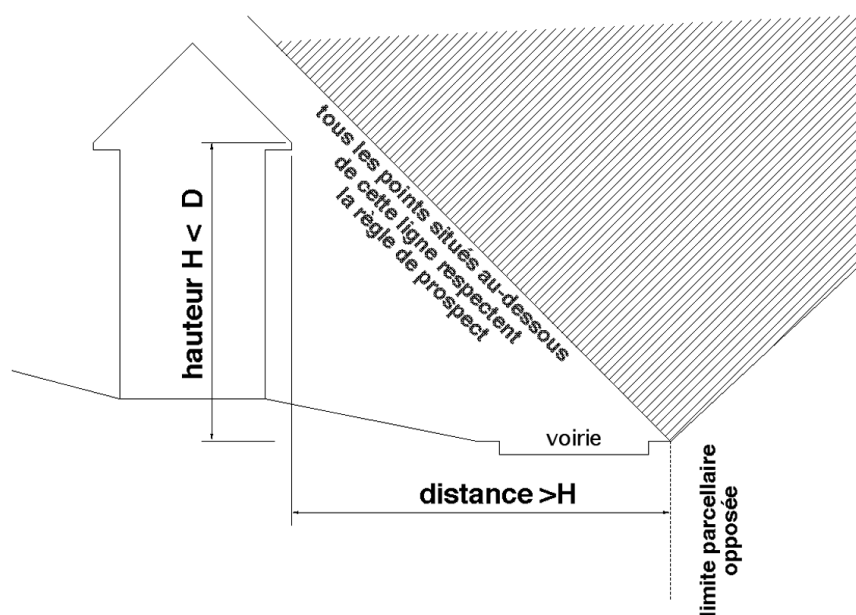 tous les points situés au-dessous
de cette ligne respectent
la règle de prospect
hauteur H < D
voirie
distance >H
limite parcellaire
opposée